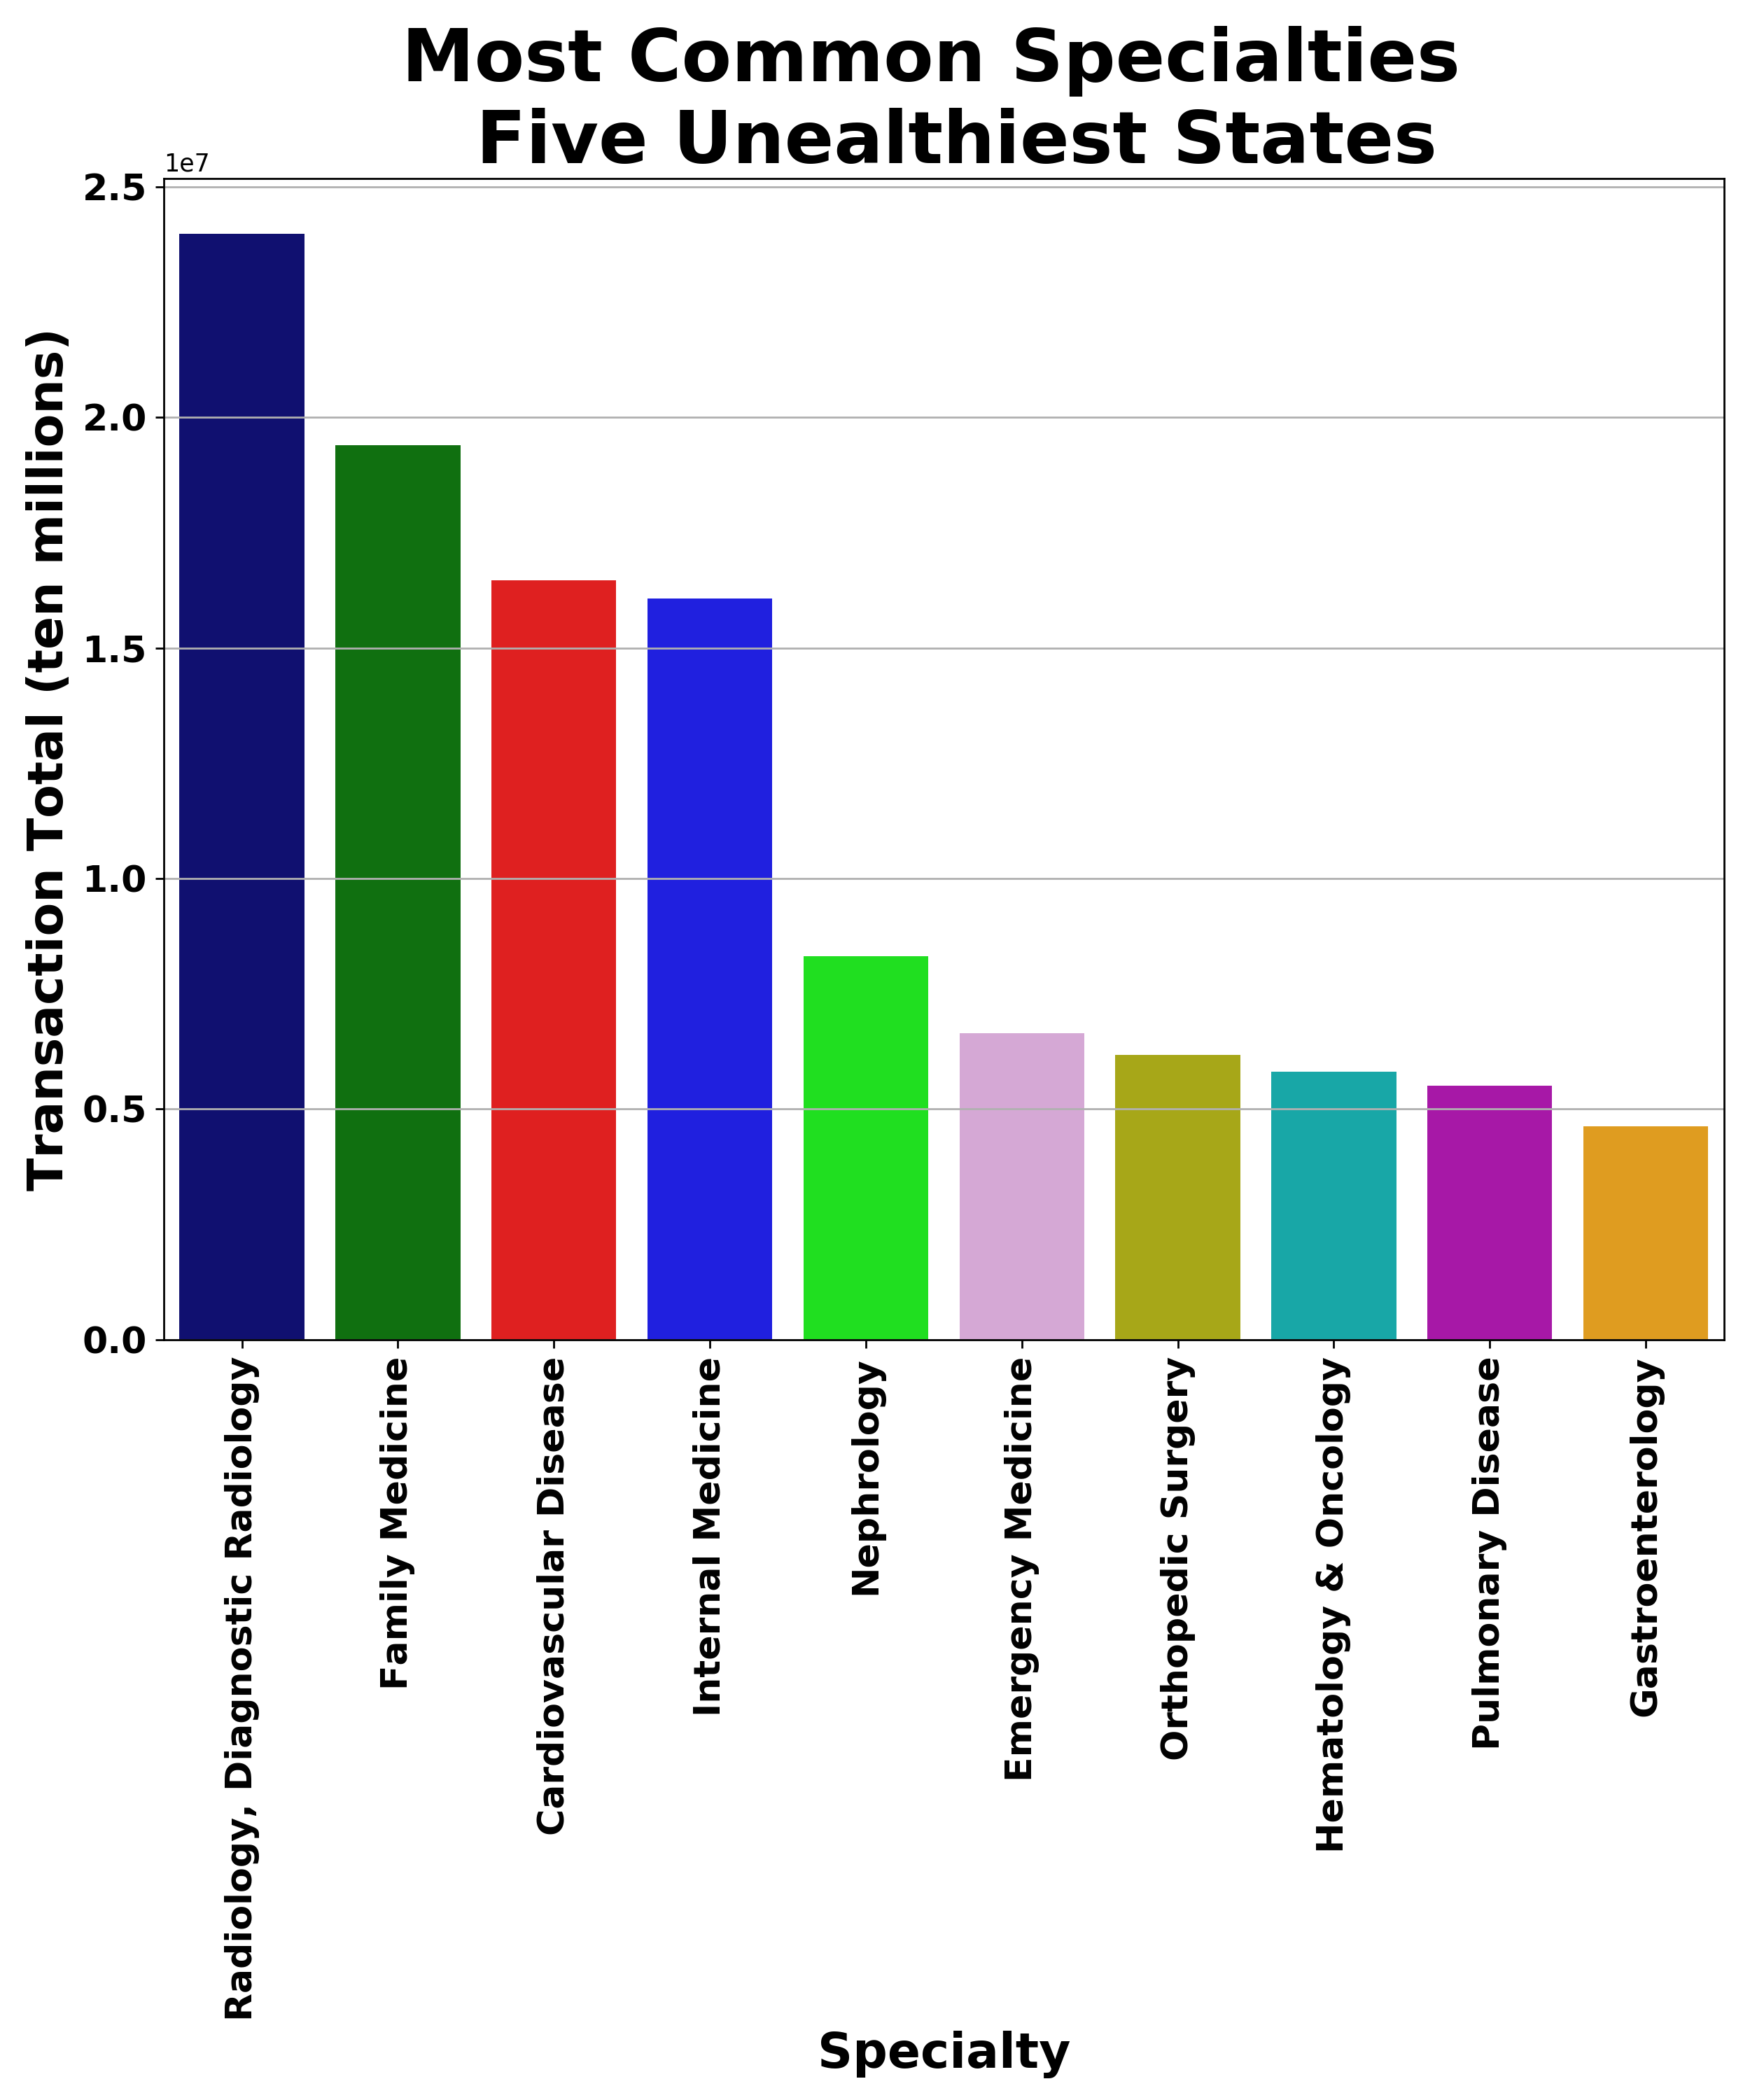 Most Common Specialties
Five Unealthiest States
1e7
2.5
2.0
1.5
1.0
0.5
0.0
Transaction Total (ten millions)
Radiology, Diagnostic Radiology
Family Medicine
Cardiovascular Disease
Internal Medicine
Nephrology
Emergency Medicine
Orthopedic Surgery
Hematology & Oncology
Pulmonary Disease
Gastroenterology
Specialty